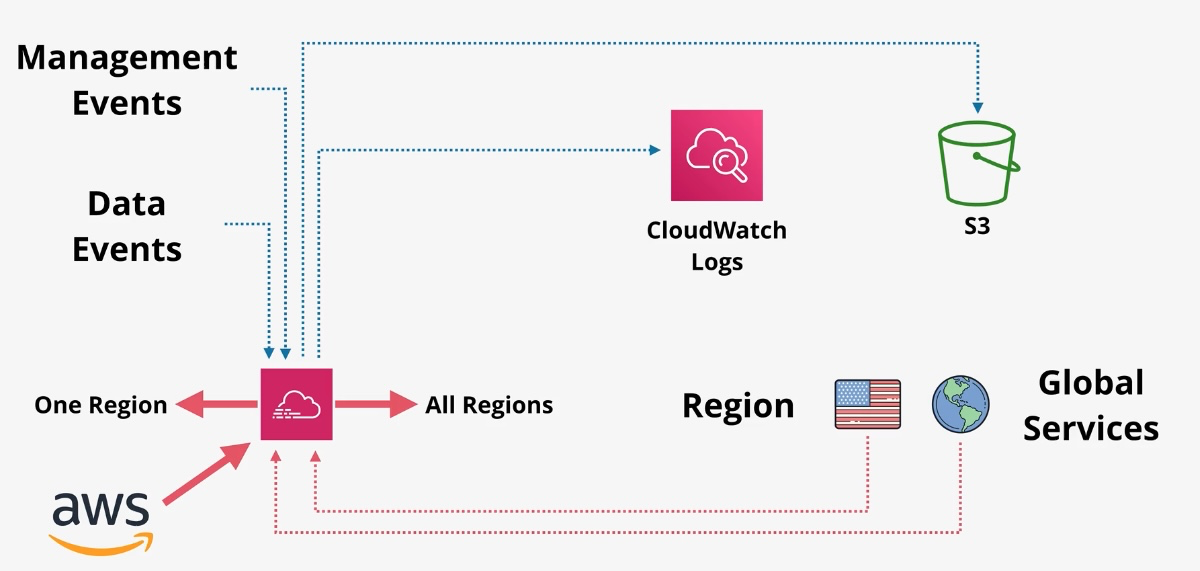 Management
Events
Data
Events
CloudWatch
Logs
S3
One Region
All Regions
Region
Global
Services
aws